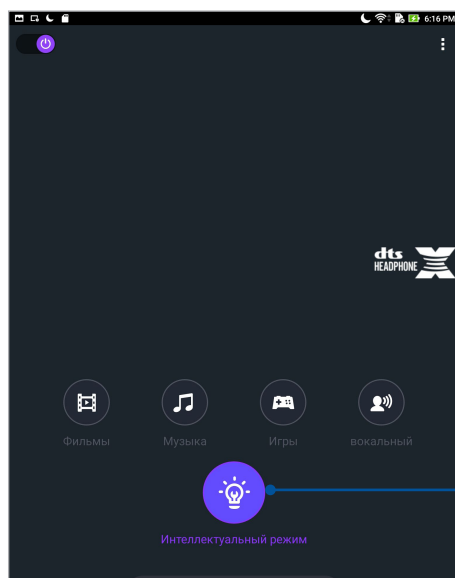 6:16 PM
dts
HEADPHONE X
Фильмы Музыка Игры вокальный
Интеллектуальный режим